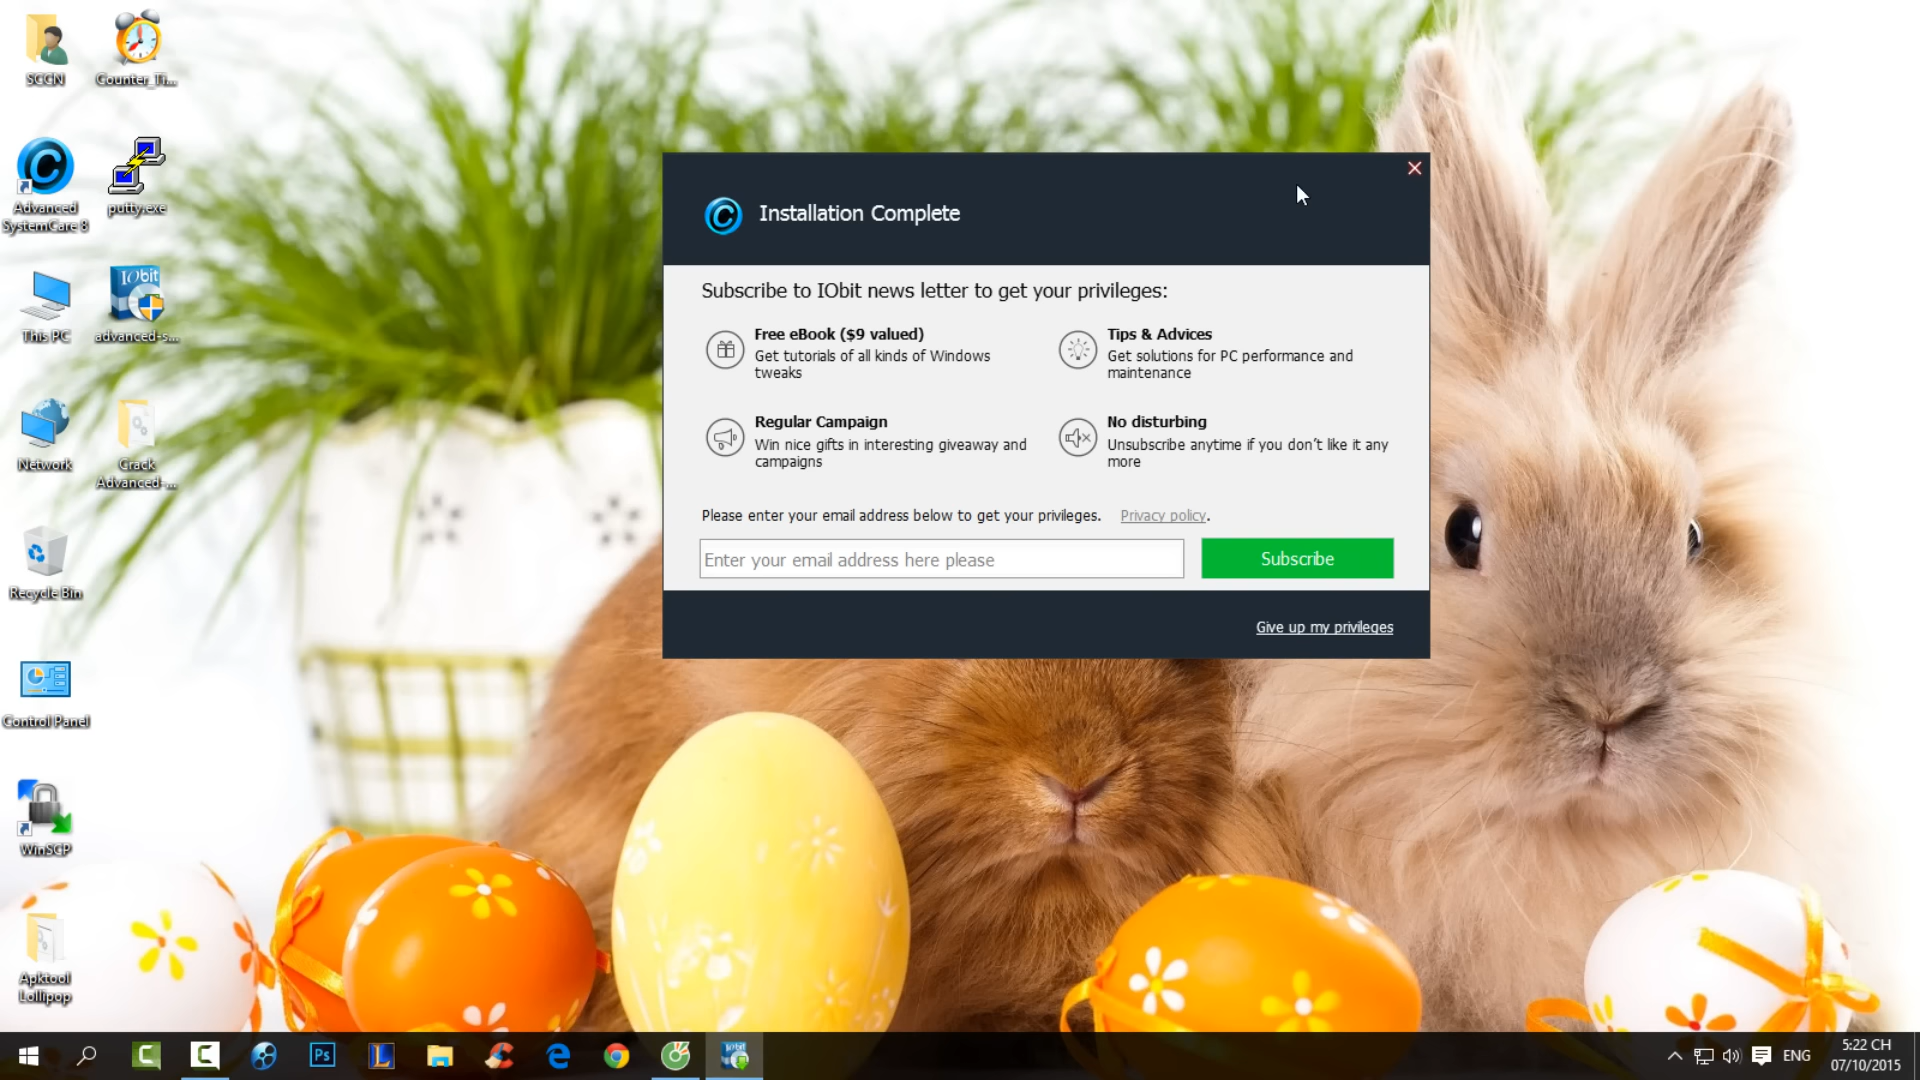 SCCN
Counter_Ti...
Advanced
SystemCare 8
putty.exe
This PC
IObit
advanced-s...
Network
Crack
Advanced-...
Recycle Bin
Control Panel
WinSCP
Apktool
Lollipop
Installation Complete
Subscribe to IObit news letter to get your privileges:
Free eBook ($9 valued)
Get tutorials of all kinds of Windows
tweaks
Tips & Advices
Get solutions for PC performance and
maintenance
Regular Campaign
Win nice gifts in interesting giveaway and
campaigns
No disturbing
Unsubscribe anytime if you don't like it any
more
Please enter your email address below to get your privileges. Privacy policy.
Enter your email address here please
Subscribe
Give up my privileges
Ps
L
IObit
ENG
5:22 CH
07/10/2015